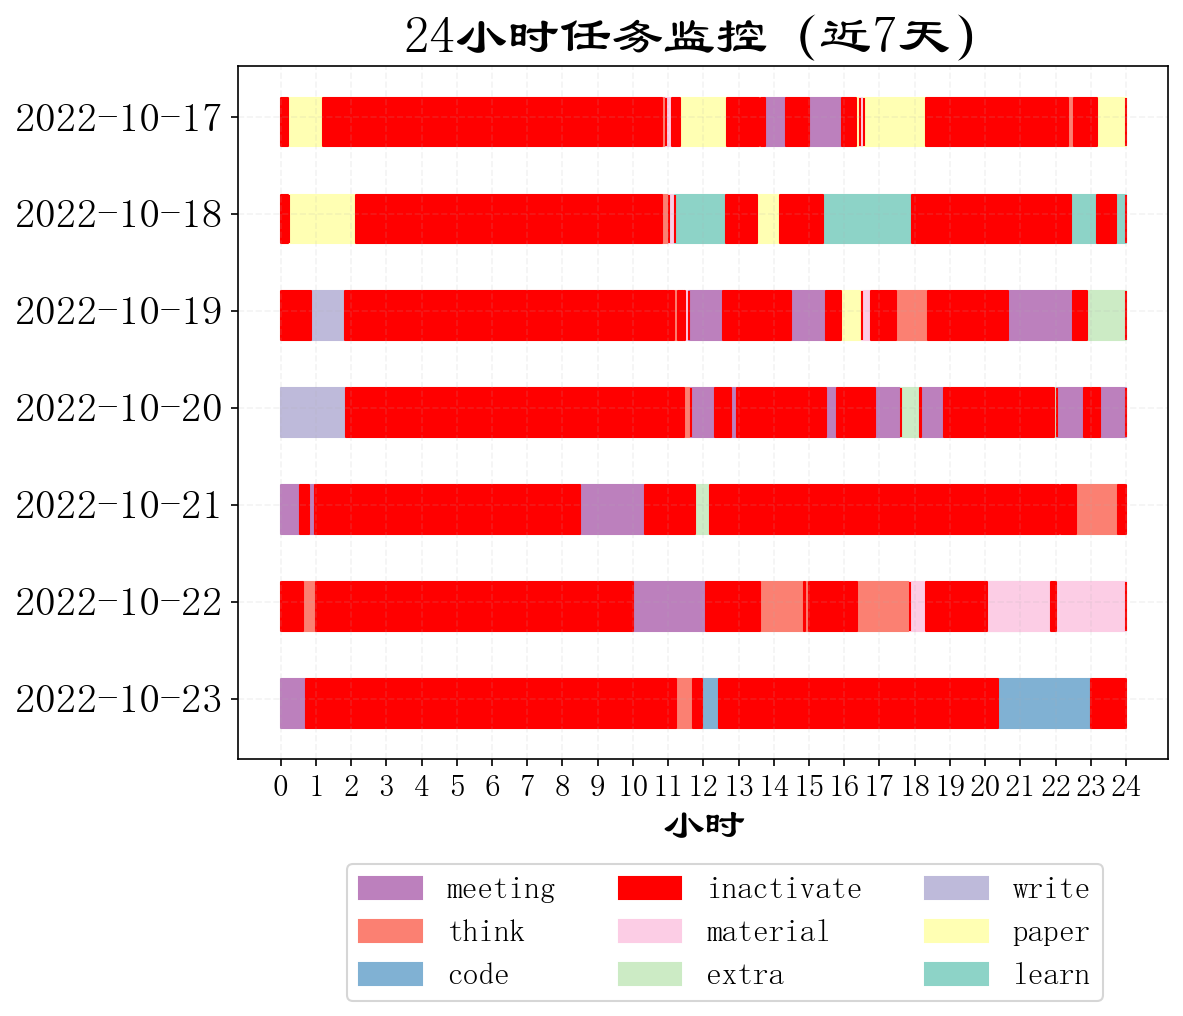 24小时任务监控 (近7天)
2022-10-17
2022-10-18
2022-10-19
2022-10-20
2022-10-21
2022-10-22
2022-10-23
0 1 2 3 4 5 6 7 8 9 10 11 12 13 14 15 16 17 18 19 20 21 22 23 24
小时
meeting inactivate write
think material paper
code extra learn